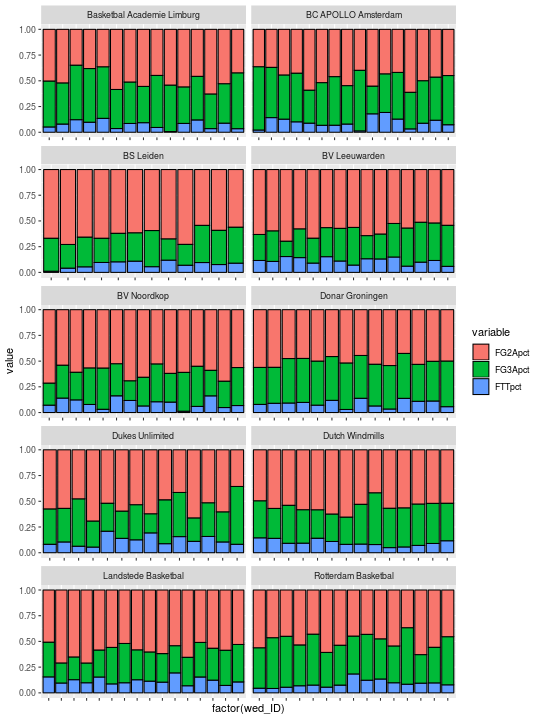 Basketbal Academie Limburg
BC APOLLO Amsterdam
1.00
0.75
0.50
0.25
0.00
BS Leiden
BV Leeuwarden
1.00
0.75
0.50
0.25
0.00
BV Noordkop
Donar Groningen
1.00
0.75
0.50
0.25
0.00
Dukes Unlimited
Dutch Windmills
1.00
0.75
0.50
0.25
0.00
Landstede Basketbal
Rotterdam Basketbal
1.00
0.75
0.50
0.25
0.00
value
factor(wed_ID)
variable
FG2Apct
FG3Apct
FTTpct